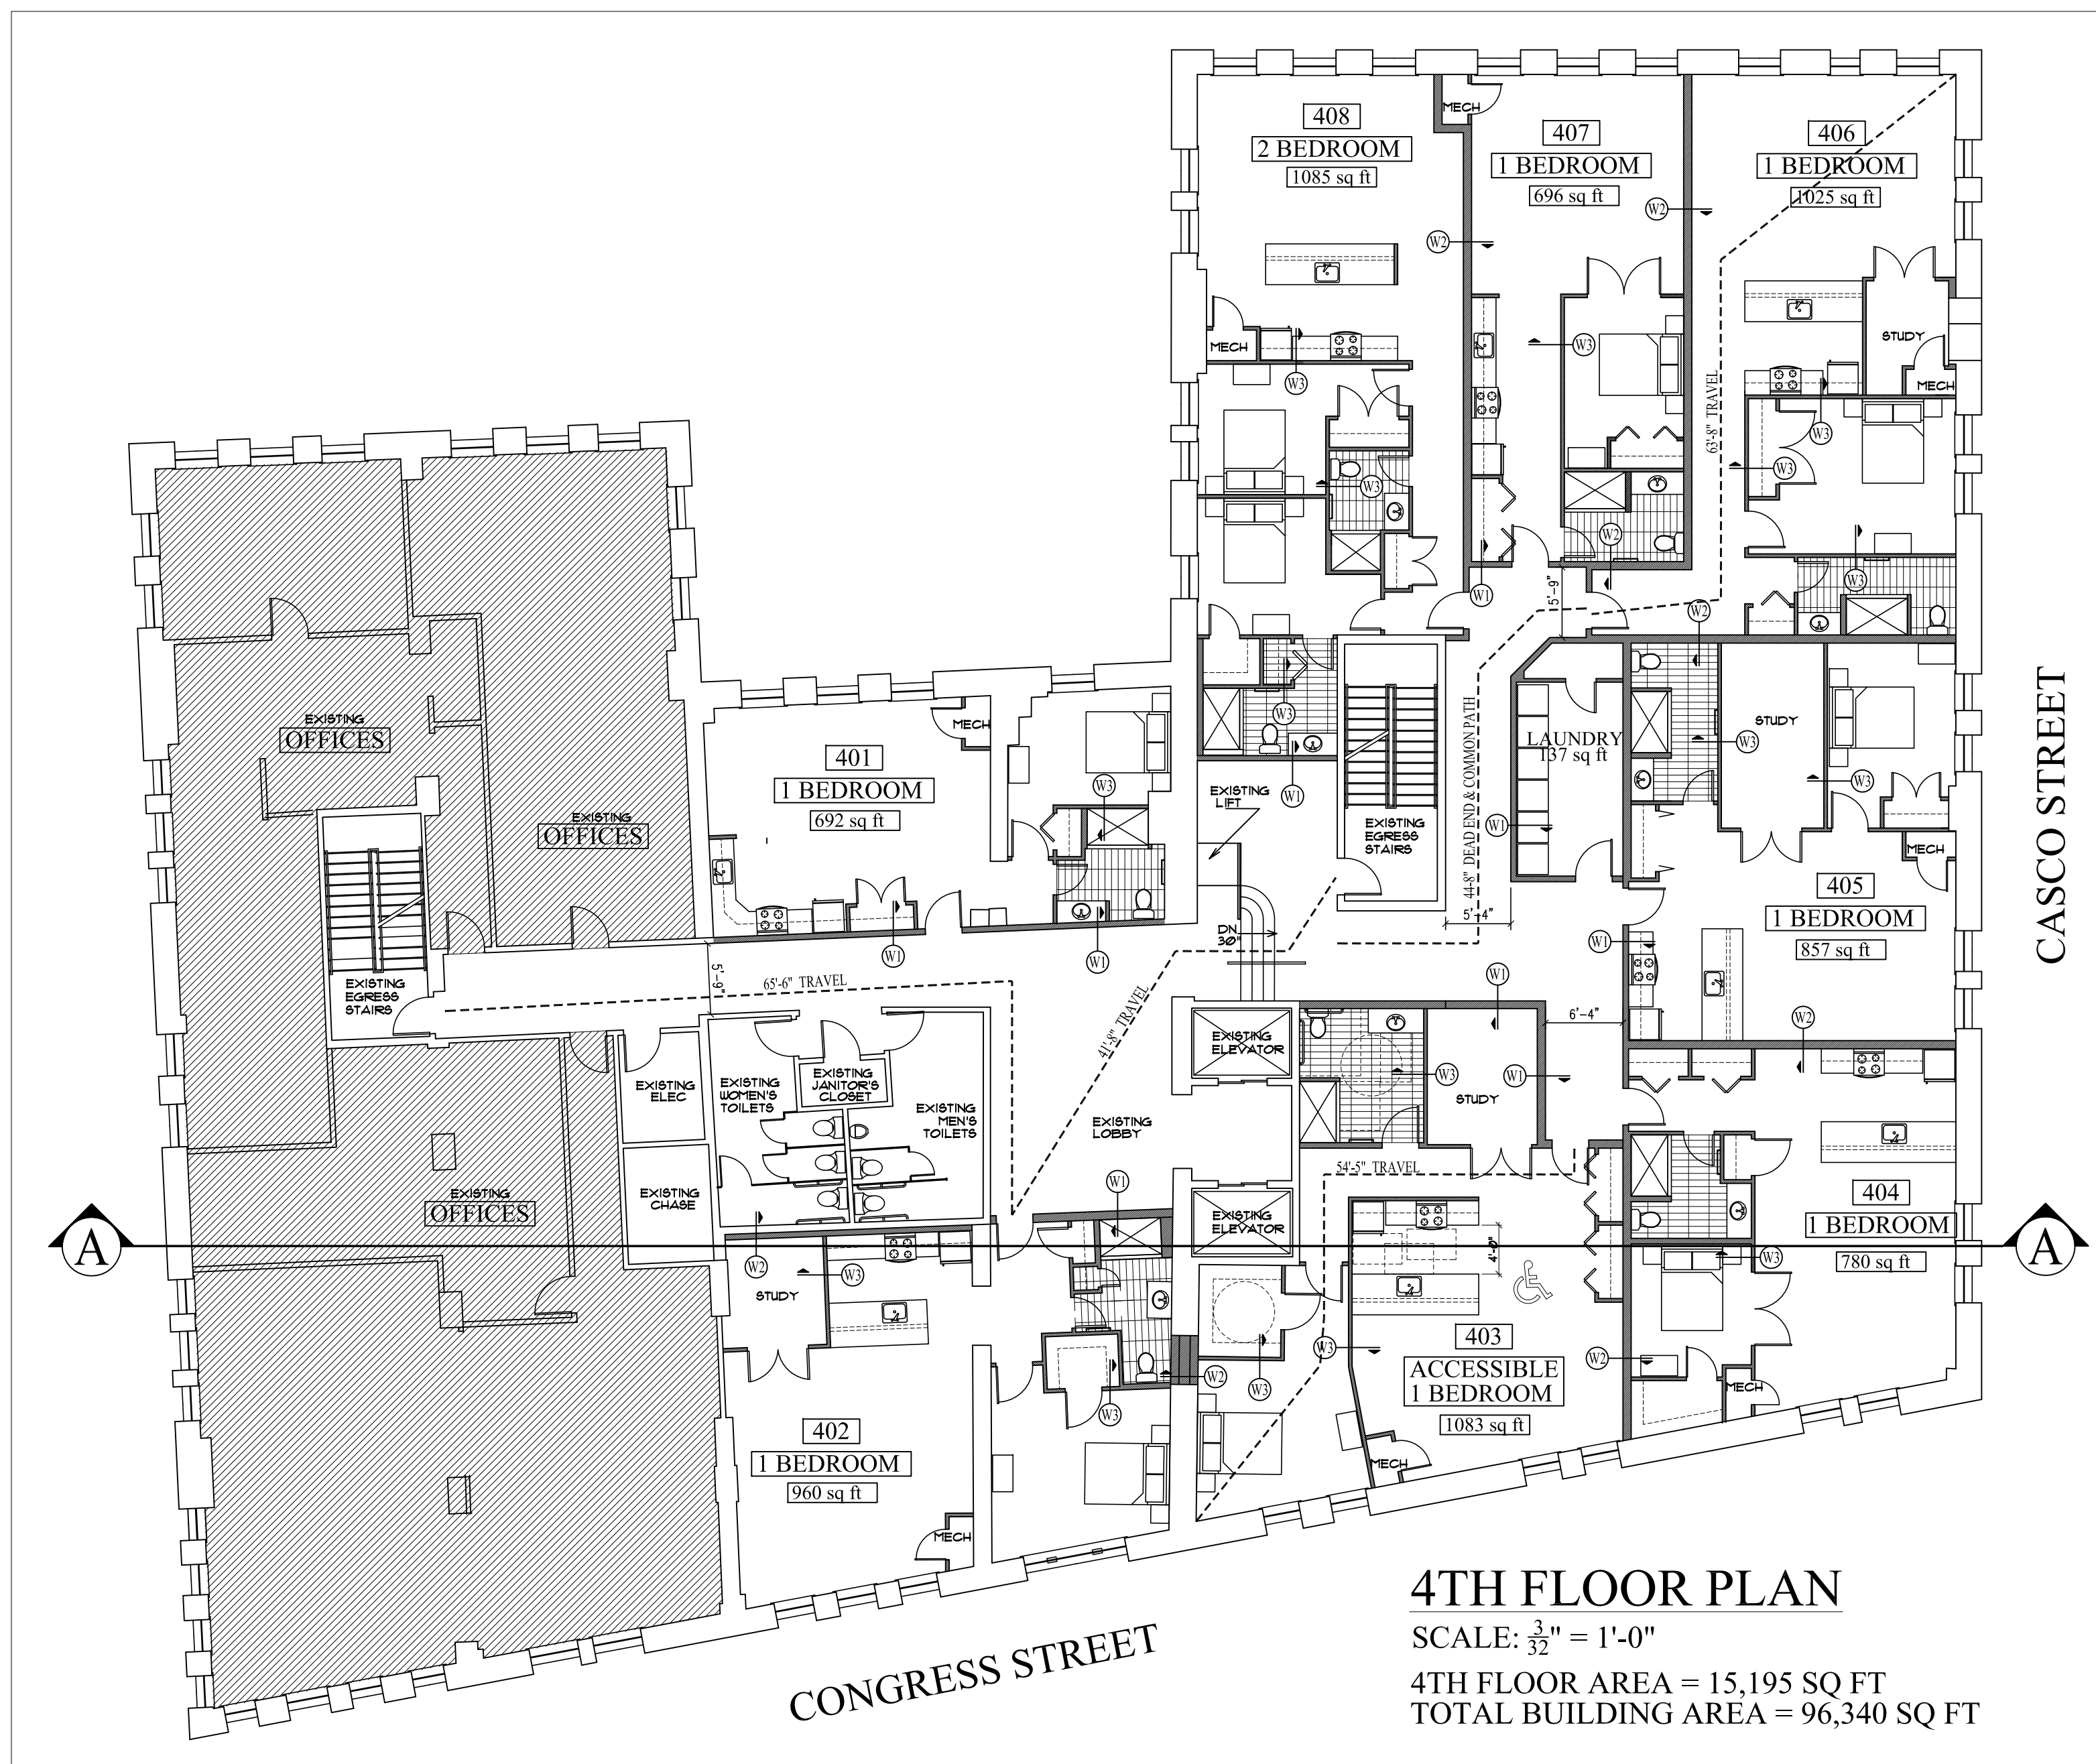 408
2 BEDROOM
1085 sq ft
MECH
407
1 BEDROOM
696 sq ft
406
1 BEDROOM
1025 sq ft
W2
W2
MECH
W3
W3
STUDY
MECH
W3
W3
63'-8" TRAVEL
W3
W2
W3
W1
5'-9"
W2
CASCO STREET
EXISTING
OFFICES
EXISTING
OFFICES
401
1 BEDROOM
692 sq ft
MECH
W3
W3
W1
EXISTING
LIFT
EXISTING
EGRESS
STAIRS
44'-8" DEAD END & COMMON PATH
LAUNDRY
137 sq ft
W1
STUDY
W3
W3
MECH
405
1 BEDROOM
857 sq ft
W1
W2
5'-4"
DN
30"
W1
W1
5'-9"
65'-6" TRAVEL
41'-8" TRAVEL
EXISTING
EGRESS
STAIRS
EXISTING
ELEC
EXISTING
WOMEN'S
TOILETS
EXISTING
JANITOR'S
CLOSET
EXISTING
MEN'S
TOILETS
EXISTING
CHASE
EXISTING
LOBBY
EXISTING
ELEVATOR
EXISTING
ELEVATOR
W1
W3
STUDY
W1
6'-4"
54'-5" TRAVEL
EXISTING
OFFICES
404
1 BEDROOM
780 sq ft
W3
MECH
W2
4'-0"
403
ACCESSIBLE
1 BEDROOM
1083 sq ft
W3
W3
MECH
W1
W2
W3
W2
W3
STUDY
402
1 BEDROOM
960 sq ft
MECH
A
A
CONGRESS STREET
4TH FLOOR PLAN
SCALE: 3/32" = 1'-0"
4TH FLOOR AREA = 15,195 SQ FT
TOTAL BUILDING AREA = 96,340 SQ FT